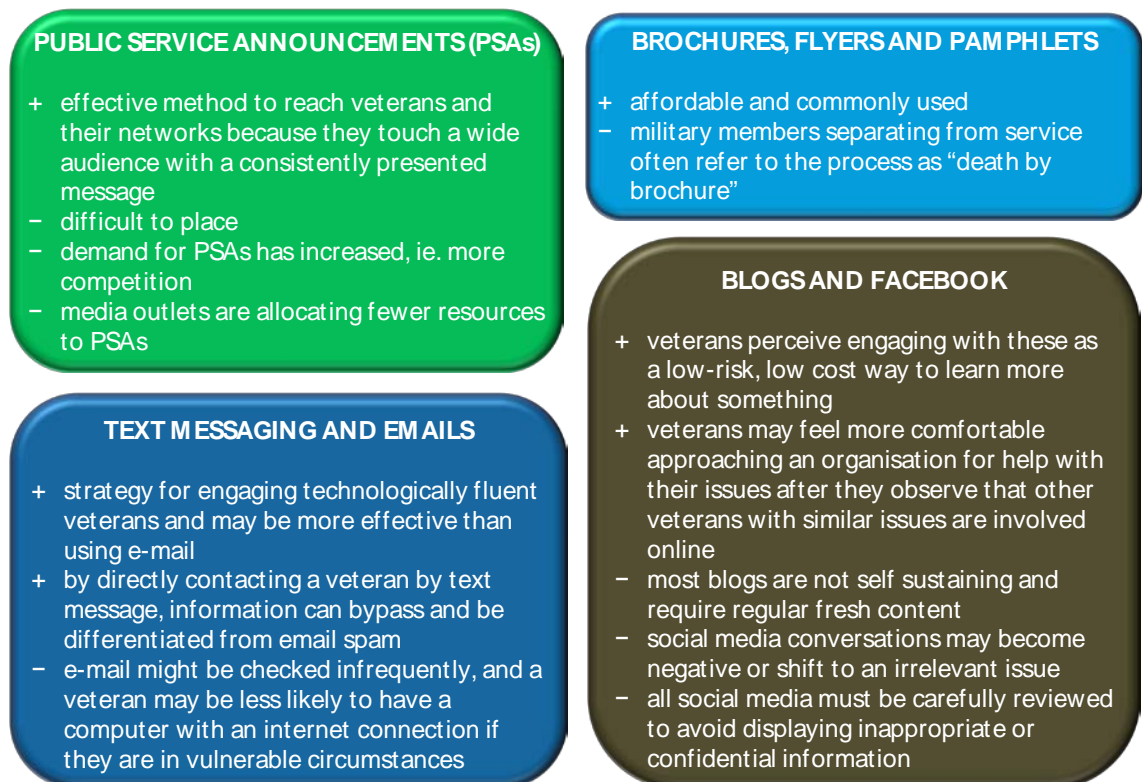 PUBLIC SERVICE ANNOUNCEMENTS (PSAs)
+ effective method to reach veterans and
their networks because they touch a wide
audience with a consistently presented
message
− difficult to place
− demand for PSAs has increased, ie. more
competition
− media outlets are allocating fewer resources
to PSAs
BROCHURES, FLYERS AND PAMPHLETS
+ affordable and commonly used
− military members separating from service
often refer to the process as “death by
brochure”
TEXT MESSAGING AND EMAILS
+ strategy for engaging technologically fluent
veterans and may be more effective than
using e-mail
+ by directly contacting a veteran by text
message, information can bypass and be
differentiated from email spam
− e-mail might be checked infrequently, and a
veteran may be less likely to have a
computer with an internet connection if
they are in vulnerable circumstances
BLOGS AND FACEBOOK
+ veterans perceive engaging with these as
a low-risk, low cost way to learn more
about something
+ veterans may feel more comfortable
approaching an organisation for help with
their issues after they observe that other
veterans with similar issues are involved
online
− most blogs are not self sustaining and
require regular fresh content
− social media conversations may become
negative or shift to an irrelevant issue
− all social media must be carefully reviewed
to avoid displaying inappropriate or
confidential information